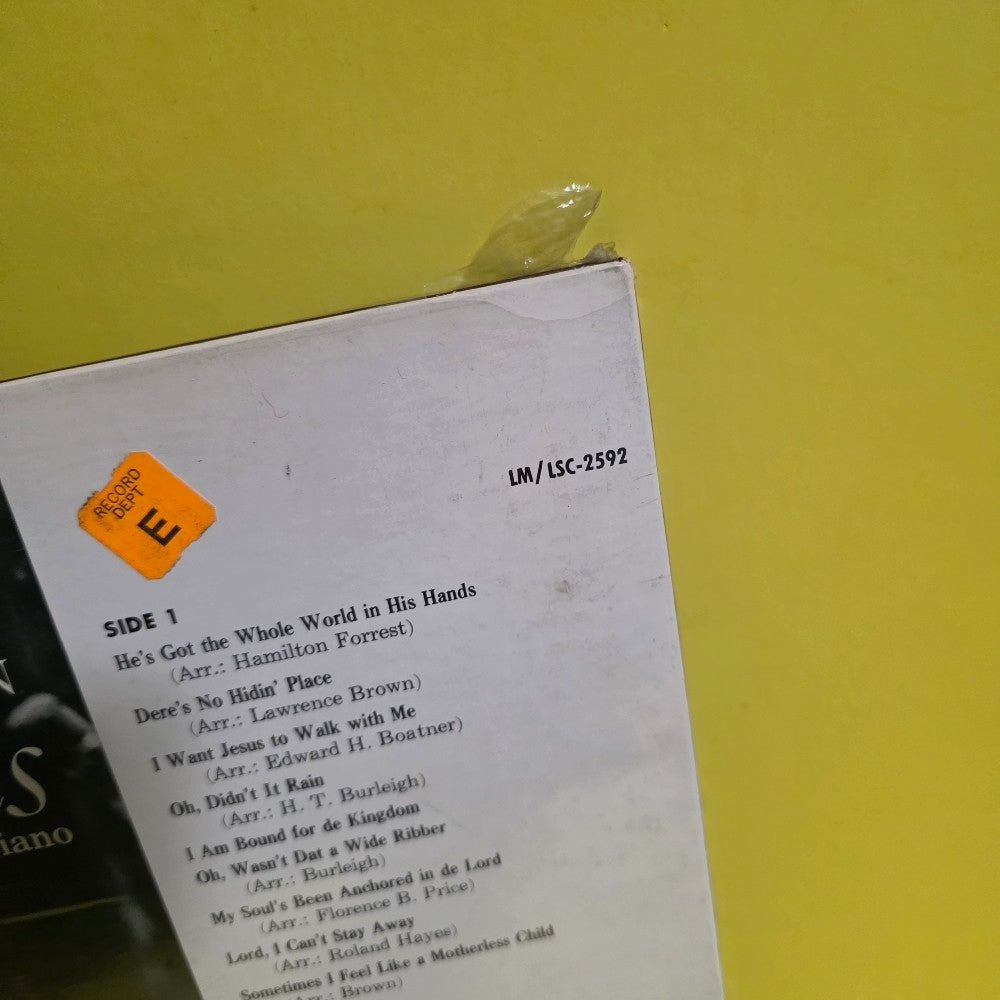 RECORD
DEPT
E
LM/LSC-2592
SIDE 1
He's Got the Whole World in His Hands
(Arr.: Hamilton Forrest)
Dere's No Hidin' Place
(Arr.: Lawrence Brown)
I Want Jesus to Walk with Me
(Arr.: Edward H. Boatner)
Oh, Didn't It Rain
(Arr.: H. T. Burleigh)
I Am Bound for de Kingdom
Oh, Wasn't Dat a Wide Ribber
(Arr.: Burleigh)
My Soul's Been Anchored in de Lord
(Arr.: Florence B. Price)
Lord, I Can't Stay Away
(Arr.: Roland Hayes)
Sometimes I Feel Like a Motherless Child
(Arr.: Brown)
N
S
iano